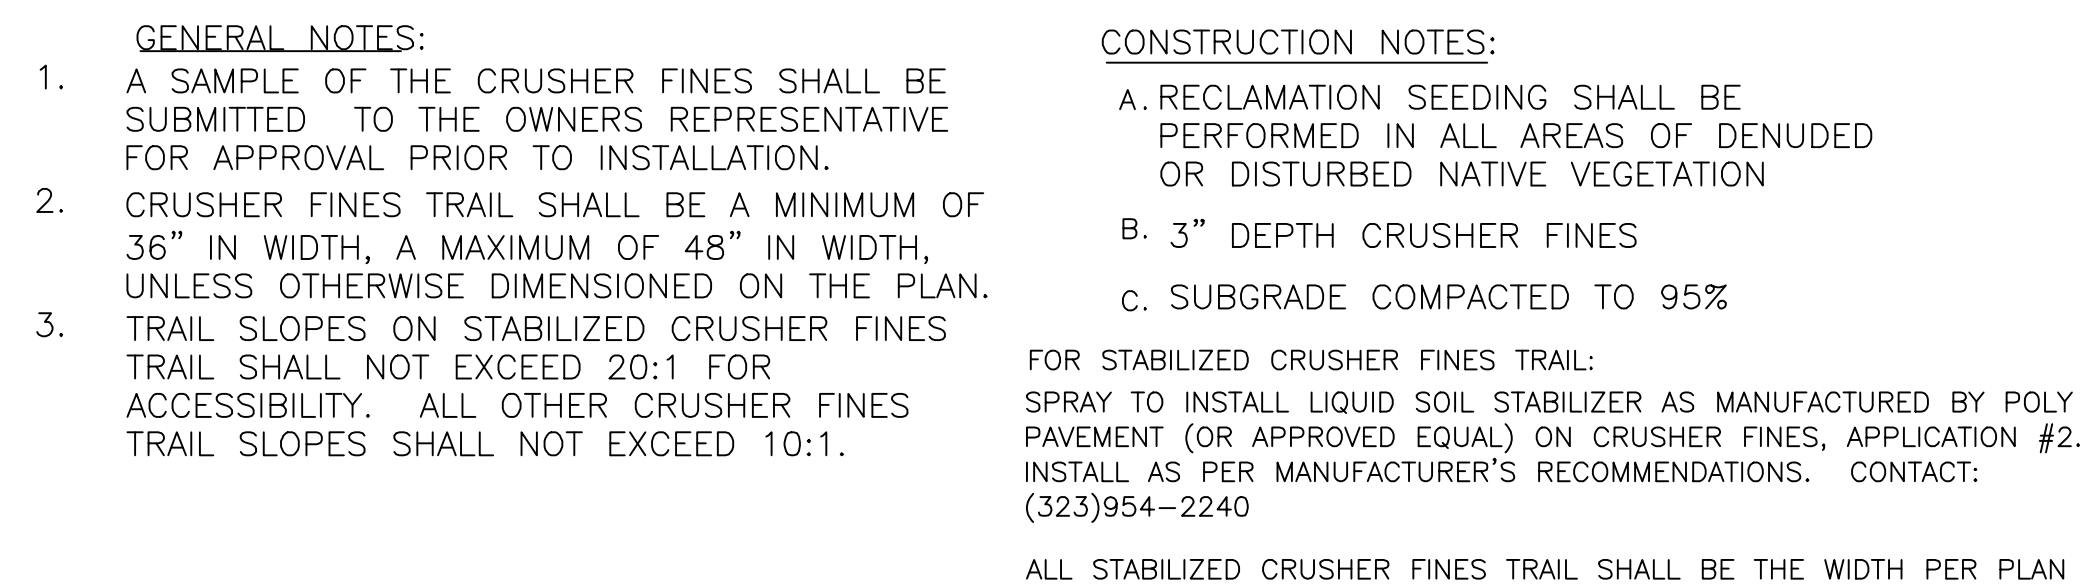 GENERAL NOTES:
1. A SAMPLE OF THE CRUSHER FINES SHALL BE
SUBMITTED TO THE OWNERS REPRESENTATIVE
FOR APPROVAL PRIOR TO INSTALLATION.
2. CRUSHER FINES TRAIL SHALL BE A MINIMUM OF
36” IN WIDTH, A MAXIMUM OF 48” IN WIDTH,
UNLESS OTHERWISE DIMENSIONED ON THE PLAN.
3. TRAIL SLOPES ON STABILIZED CRUSHER FINES
TRAIL SHALL NOT EXCEED 20:1 FOR
ACCESSIBILITY. ALL OTHER CRUSHER FINES
TRAIL SLOPES SHALL NOT EXCEED 10:1.
CONSTRUCTION NOTES:
A. RECLAMATION SEEDING SHALL BE
PERFORMED IN ALL AREAS OF DENUDED
OR DISTURBED NATIVE VEGETATION
B. 3” DEPTH CRUSHER FINES
C. SUBGRADE COMPACTED TO 95%
FOR STABILIZED CRUSHER FINES TRAIL:
SPRAY TO INSTALL LIQUID SOIL STABILIZER AS MANUFACTURED BY POLY
PAVEMENT (OR APPROVED EQUAL) ON CRUSHER FINES, APPLICATION #2.
INSTALL AS PER MANUFACTURER’S RECOMMENDATIONS. CONTACT:
(323)954–2240
ALL STABILIZED CRUSHER FINES TRAIL SHALL BE THE WIDTH PER PLAN